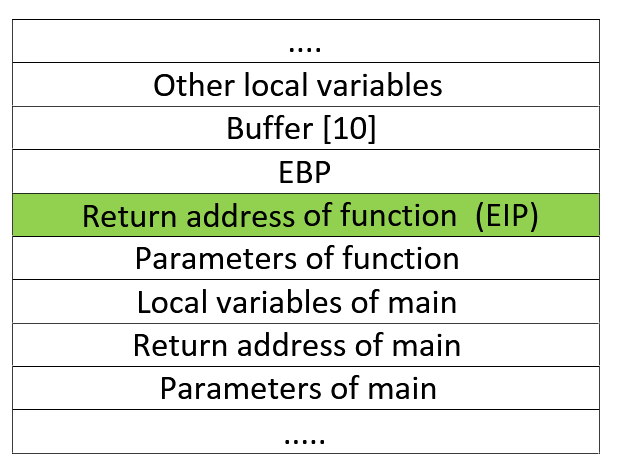 ....
Other local variables
Buffer [10]
EBP
Return address of function (EIP)
Parameters of function
Local variables of main
Return address of main
Parameters of main
.....